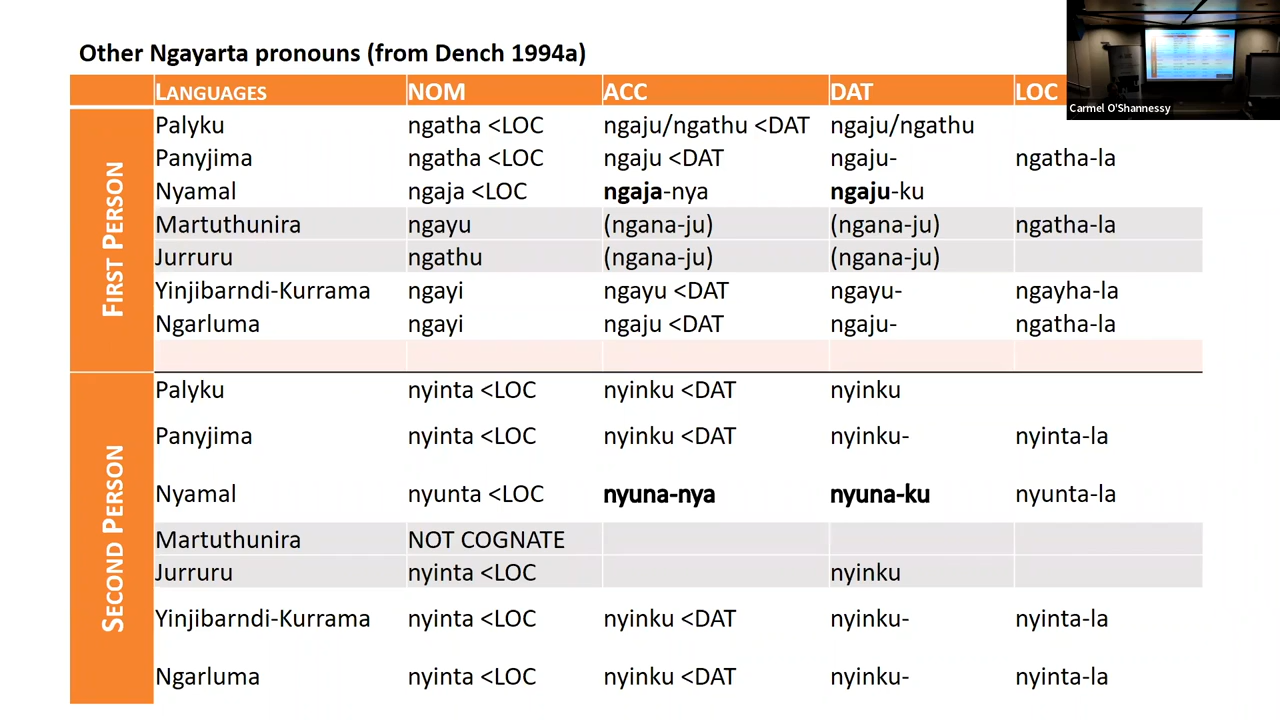 Other Ngayarta pronouns (from Dench 1994a)
LANGUAGES NOM ACC DAT LOC
Carmel O'Shannessy
FIRST PERSON
Palyku ngatha <LOC ngaju/ngathu <DAT ngaju/ngathu
Panyjima ngatha <LOC ngaju <DAT ngaju- ngatha-la
Nyamal ngaja <LOC ngaja-nya ngaju-ku
Martuthunira ngayu (ngana-ju) (ngana-ju) ngatha-la
Jurruru ngathu (ngana-ju) (ngana-ju)
Yinjibarndi-Kurrama ngayi ngayu <DAT ngayu- ngayha-la
Ngarluma ngayi ngaju <DAT ngaju- ngatha-la
SECOND PERSON
Palyku nyinta <LOC nyinku <DAT nyinku
Panyjima nyinta <LOC nyinku <DAT nyinku- nyinta-la
Nyamal nyunta <LOC nyuna-nya nyuna-ku nyunta-la
Martuthunira NOT COGNATE
Jurruru nyinta <LOC nyinku
Yinjibarndi-Kurrama nyinta <LOC nyinku <DAT nyinku- nyinta-la
Ngarluma nyinta <LOC nyinku <DAT nyinku- nyinta-la